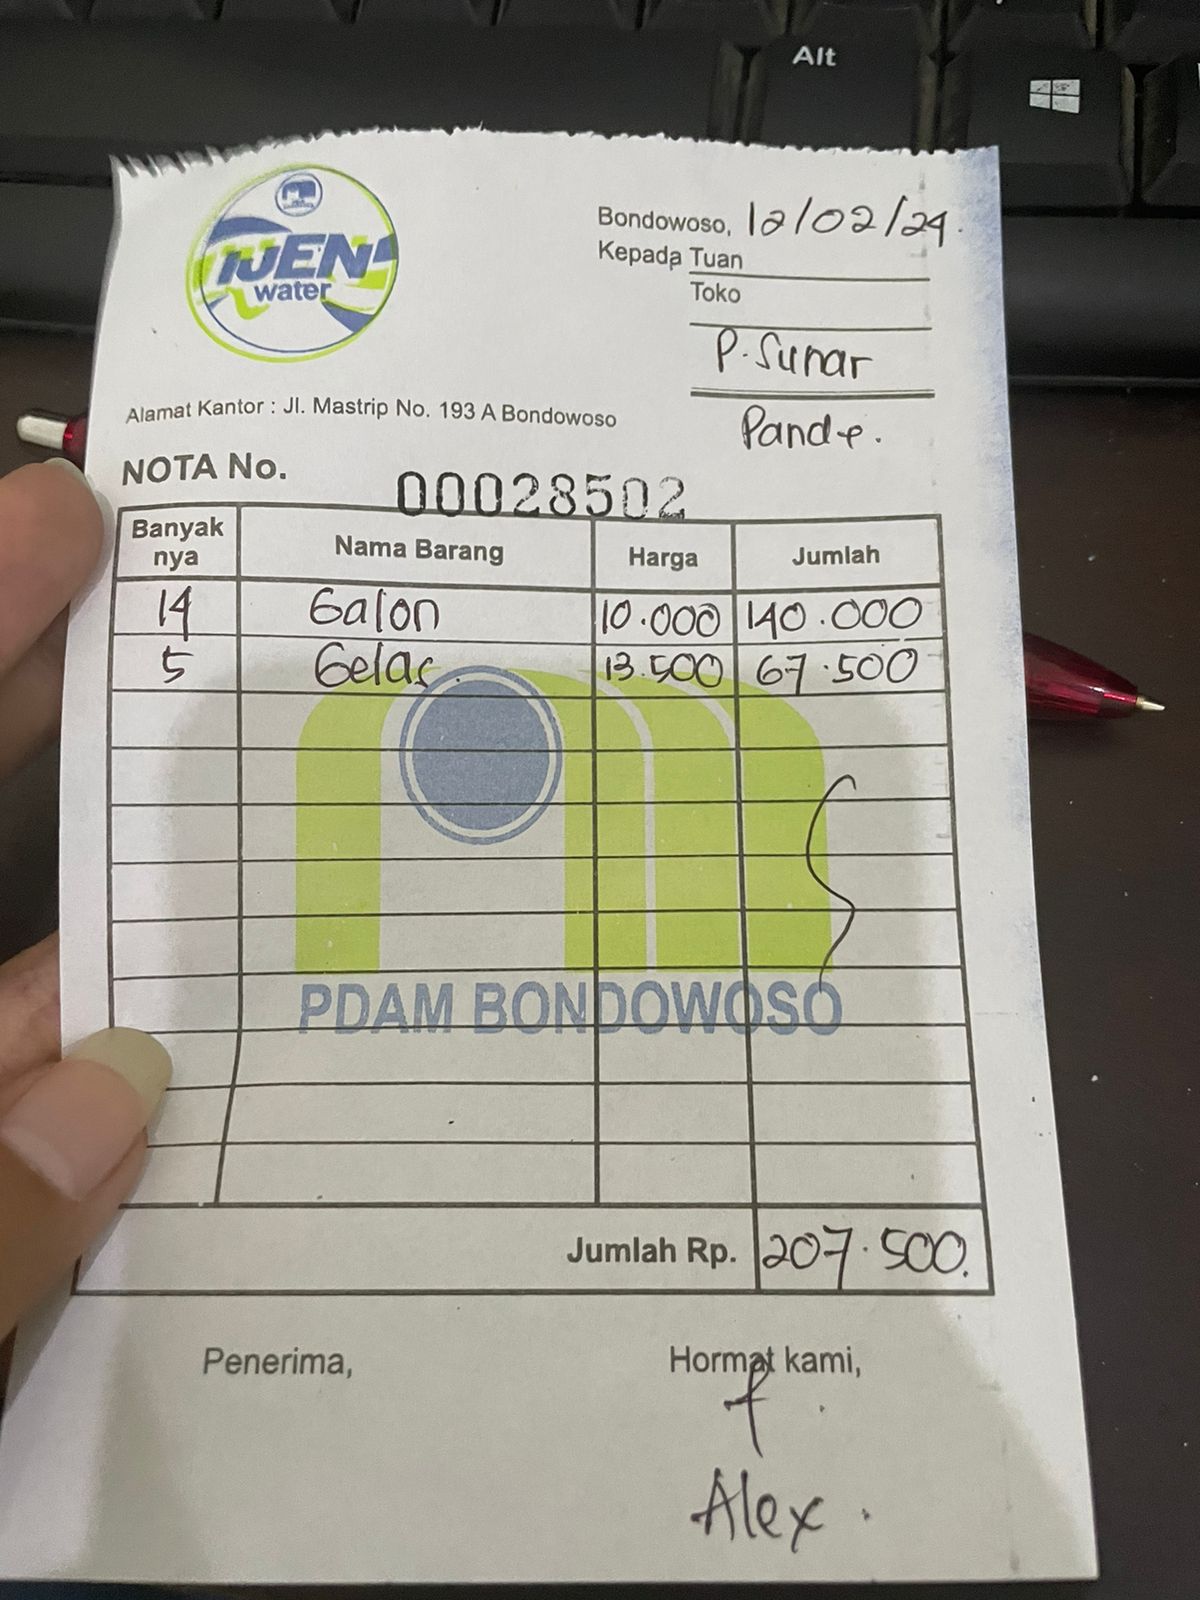 Alt
IJEN
water
Bondowoso, 12/02/24.
Kepada Tuan
Toko
P. Sunar
Pande.
Alamat Kantor : Jl. Mastrip No. 193 A Bondowoso
NOTA No. 00028502
Banyak nya Nama Barang Harga Jumlah
14 Galon 10.000 140.000
5 Gelas 13.500 67.500
PDAM BONDOWOSO
Jumlah Rp. 207.500.
Penerima, Hormat kami,
Alex.